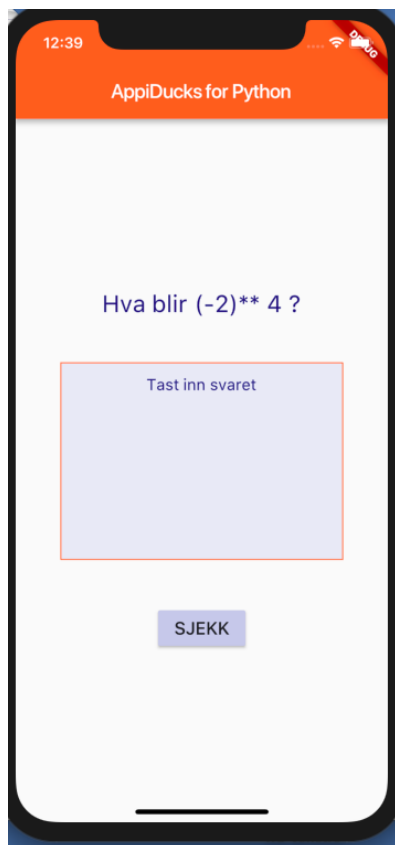 12:39
DEBUG
AppiDucks for Python
Hva blir (-2)** 4 ?
Tast inn svaret
SJEKK